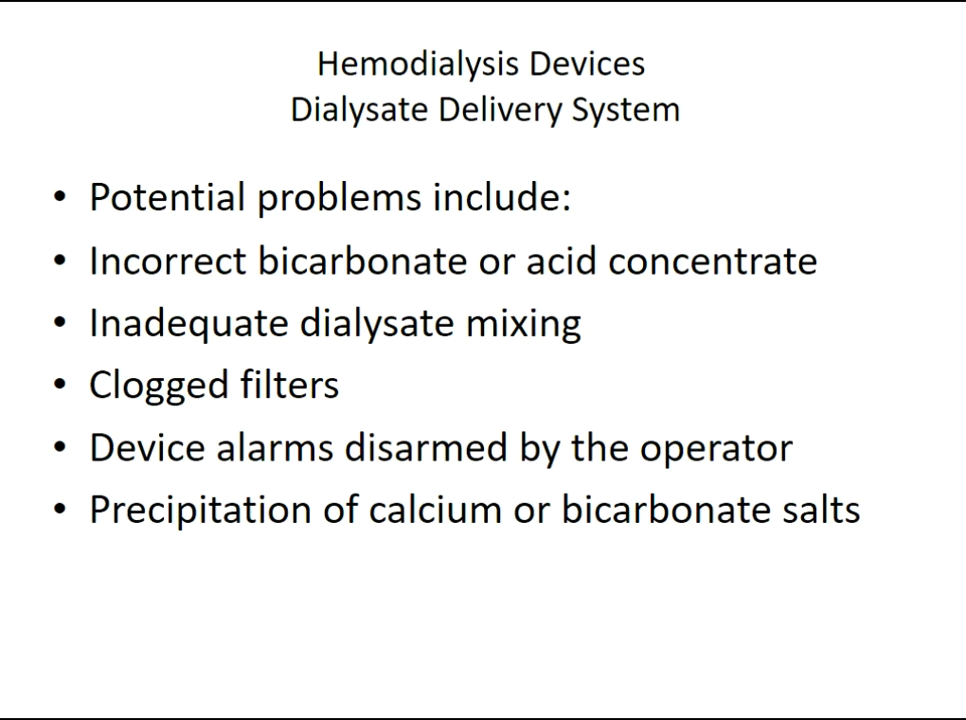 Hemodialysis Devices
Dialysate Delivery System
• Potential problems include:
• Incorrect bicarbonate or acid concentrate
• Inadequate dialysate mixing
• Clogged filters
• Device alarms disarmed by the operator
• Precipitation of calcium or bicarbonate salts